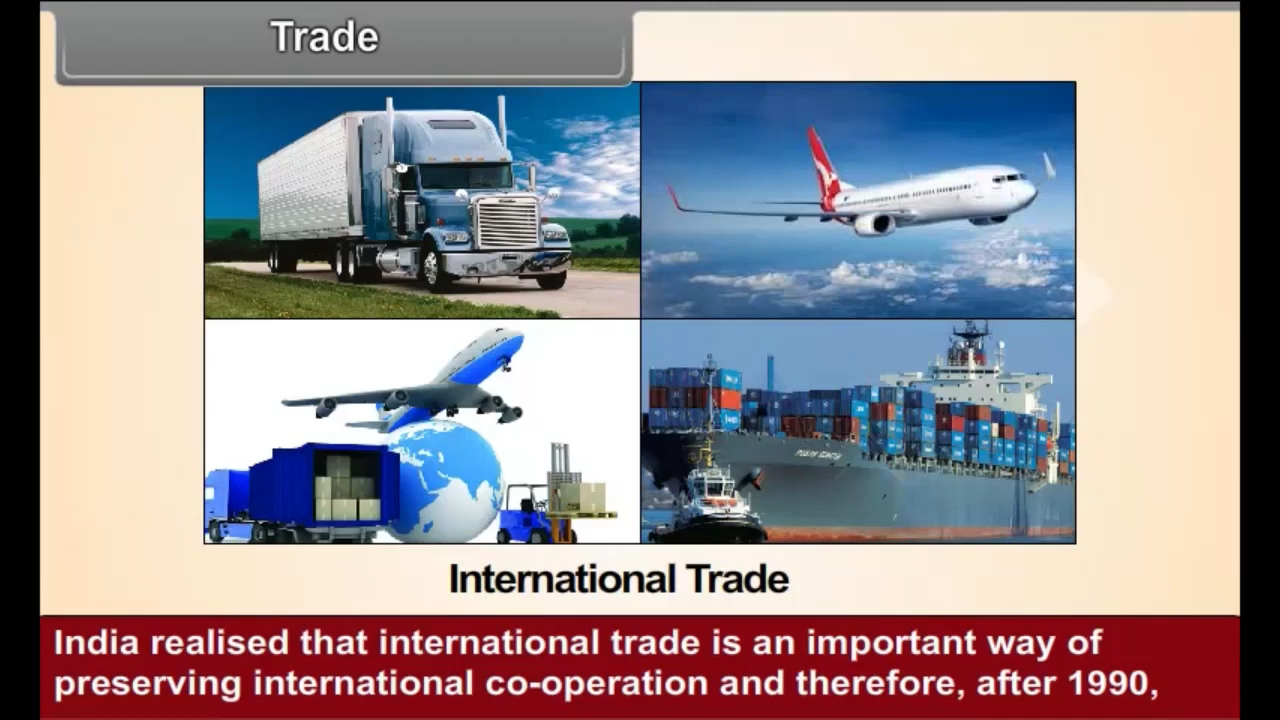 Trade
International Trade
India realised that international trade is an important way of
preserving international co-operation and therefore, after 1990,